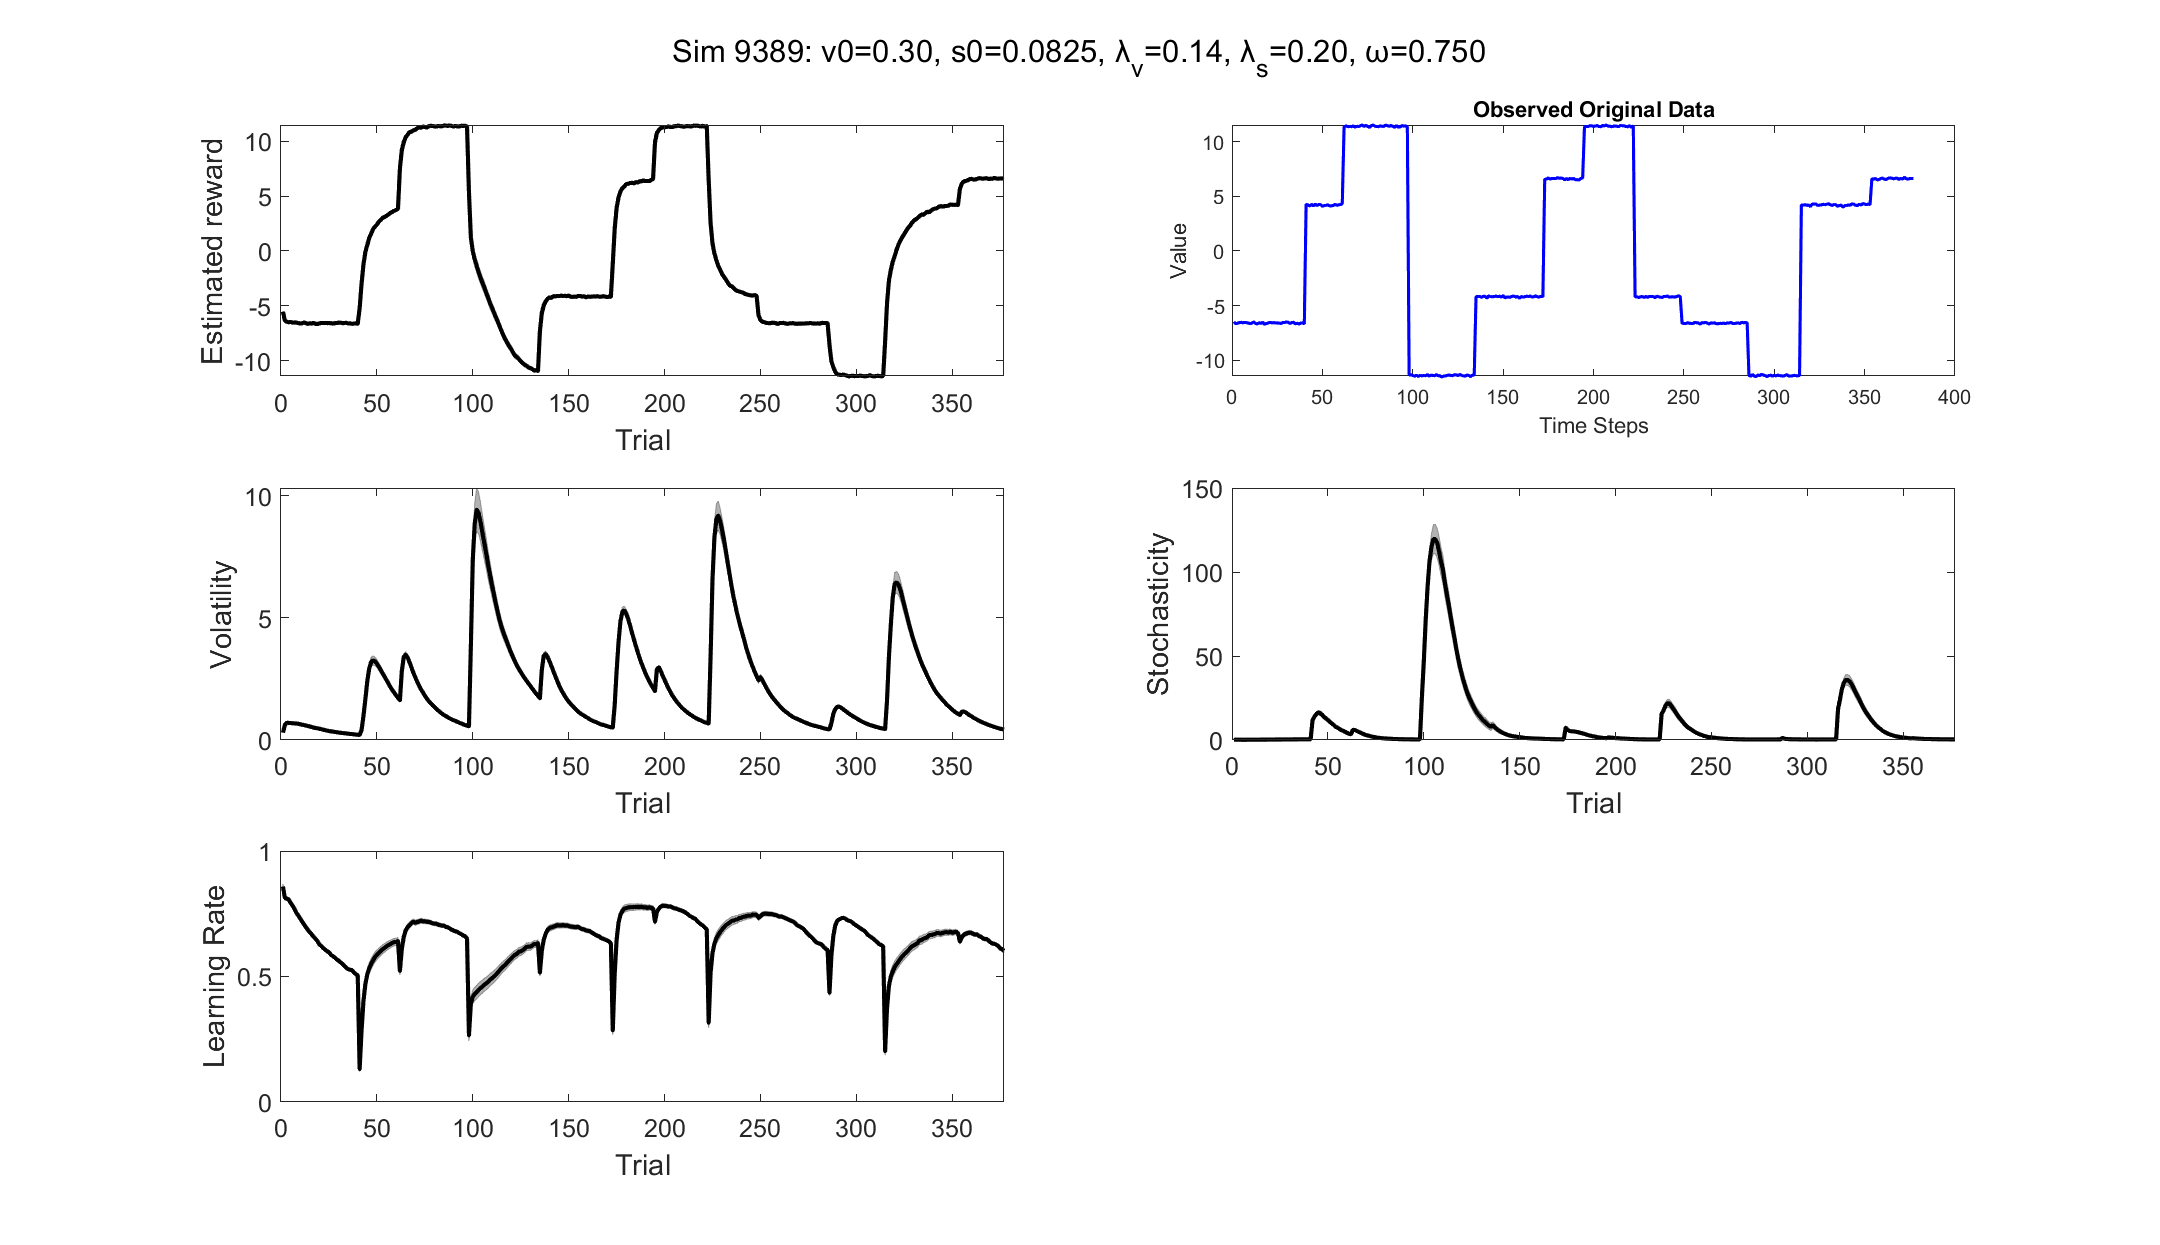 Sim 9389: v0=0.30, s0=0.0825, λv=0.14, λs=0.20, ω=0.750
Estimated reward
10
5
0
-5
-10
0 50 100 150 200 250 300 350
Trial
Observed Original Data
Value
10
5
0
-5
-10
0 50 100 150 200 250 300 350 400
Time Steps
Volatility
10
5
0
0 50 100 150 200 250 300 350
Trial
Stochasticity
150
100
50
0
0 50 100 150 200 250 300 350
Trial
Learning Rate
1
0.5
0
0 50 100 150 200 250 300 350
Trial